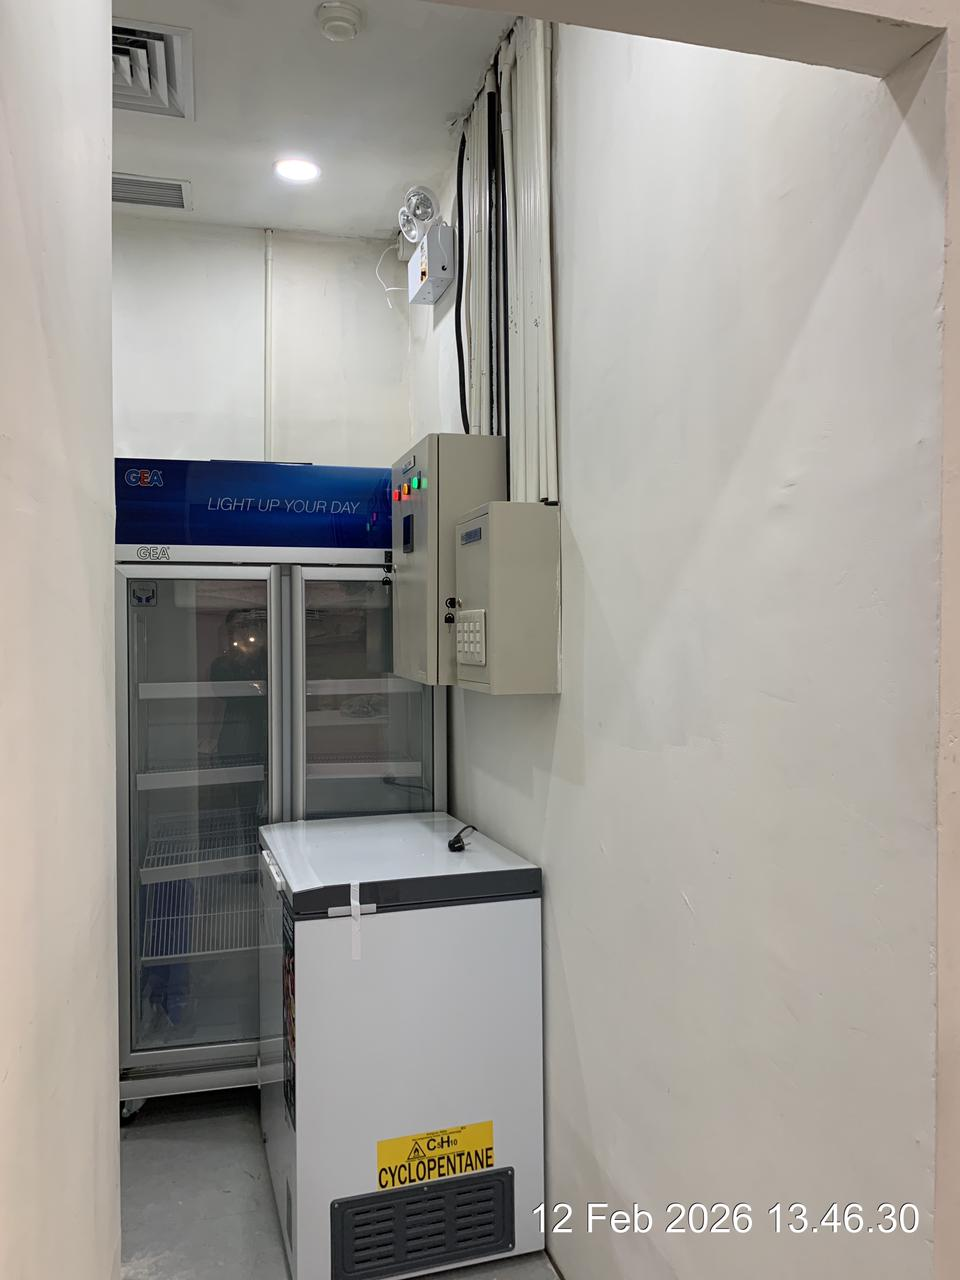 GEA
LIGHT UP YOUR DAY
GEA
C5H10
CYCLOPENTANE
12 Feb 2026 13.46.30